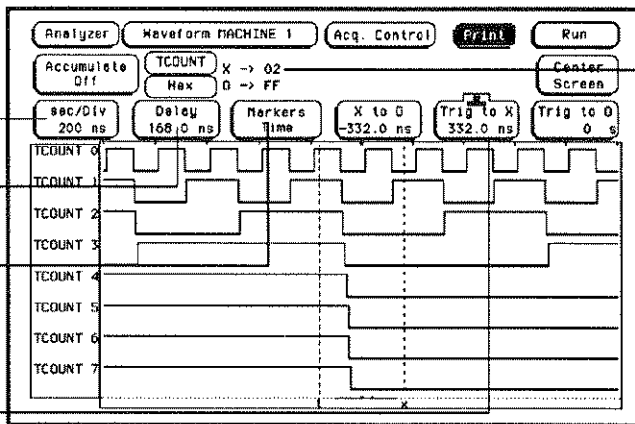 Analyzer Waveform MACHINE 1 Acq. Control Print Run
Accumulate Off TCOUNT Hex X -> 02 O -> FF Center Screen
sec/Div 200 ns Delay 168.0 ns Markers Time X to O -332.0 ns Trig to X 332.0 ns Trig to O 0 s
TCOUNT 0
TCOUNT 1
TCOUNT 2
TCOUNT 3
TCOUNT 4
TCOUNT 5
TCOUNT 6
TCOUNT 7
x